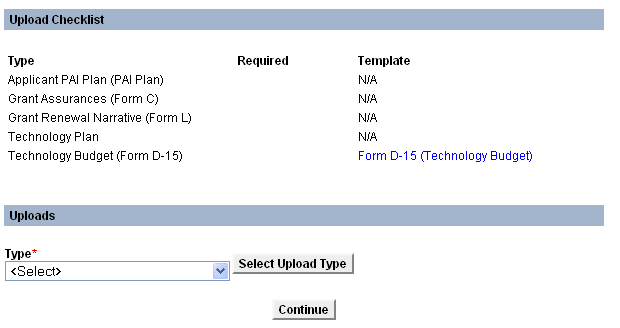 Upload Checklist
Type Required Template
Applicant PAI Plan (PAI Plan) N/A
Grant Assurances (Form C) N/A
Grant Renewal Narrative (Form L) N/A
Technology Plan N/A
Technology Budget (Form D-15) Form D-15 (Technology Budget)
Uploads
Type*
<Select> Select Upload Type
Continue